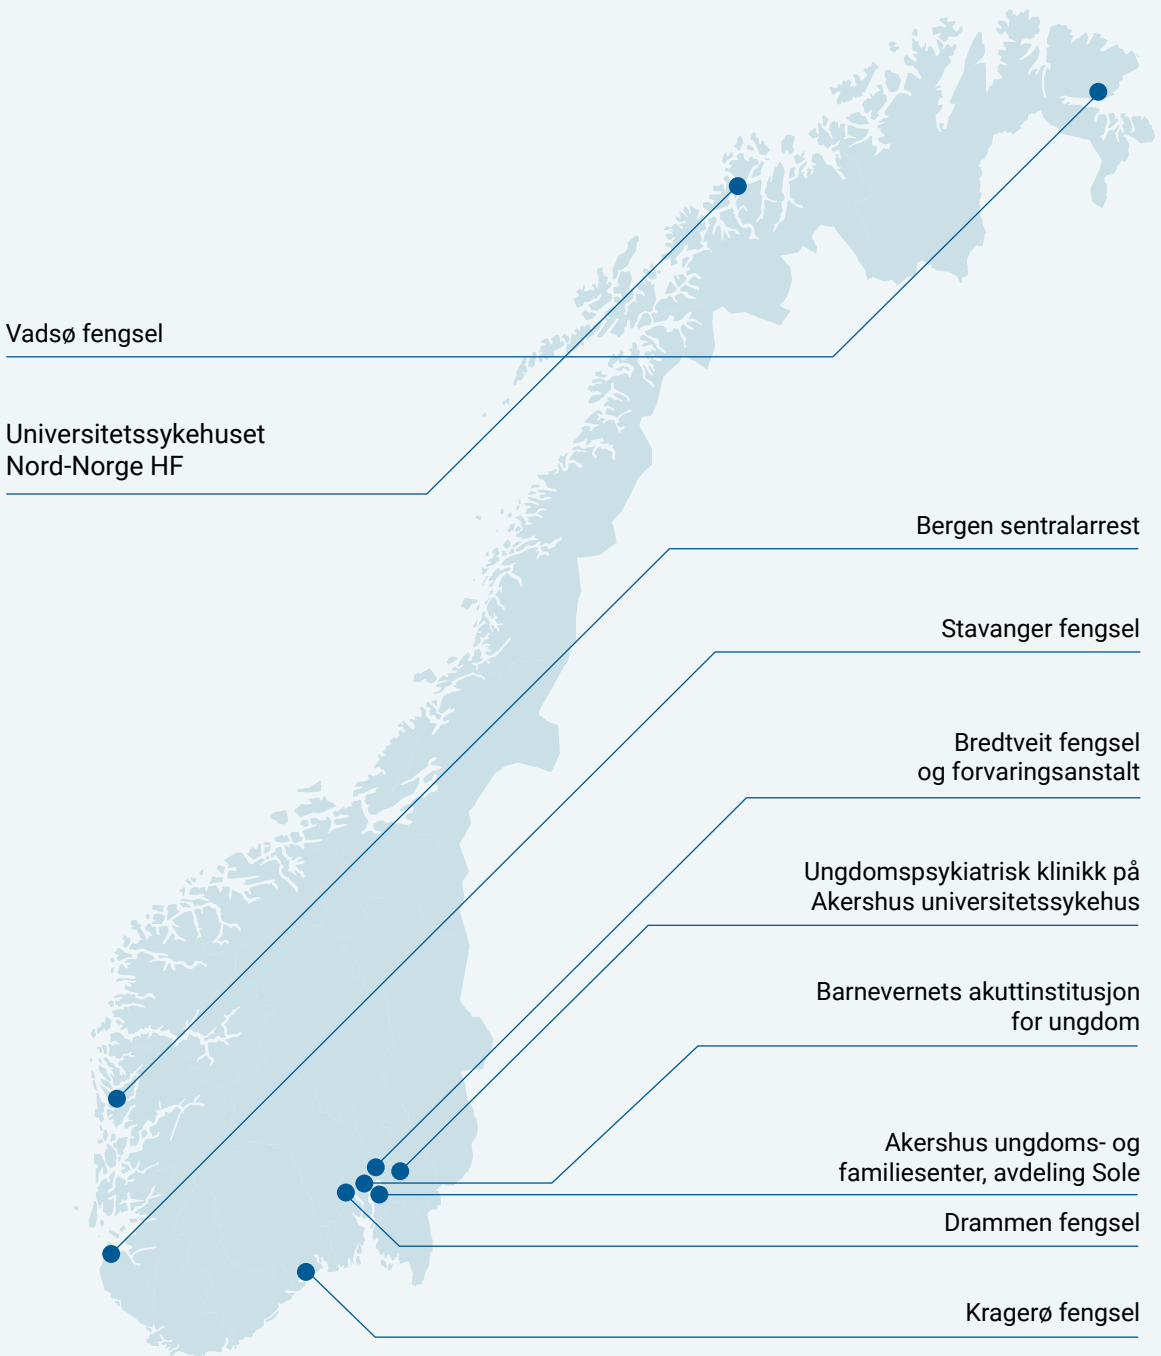 Vadsø fengsel
Universitetssykehuset
Nord-Norge HF
Bergen sentralarrest
Stavanger fengsel
Bredtveit fengsel
og forvaringsanstalt
Ungdomspsykiatrisk klinikk på
Akershus universitetssykehus
Barnevernets akuttinstitusjon
for ungdom
Akershus ungdoms- og
familiesenter, avdeling Sole
Drammen fengsel
Kragerø fengsel